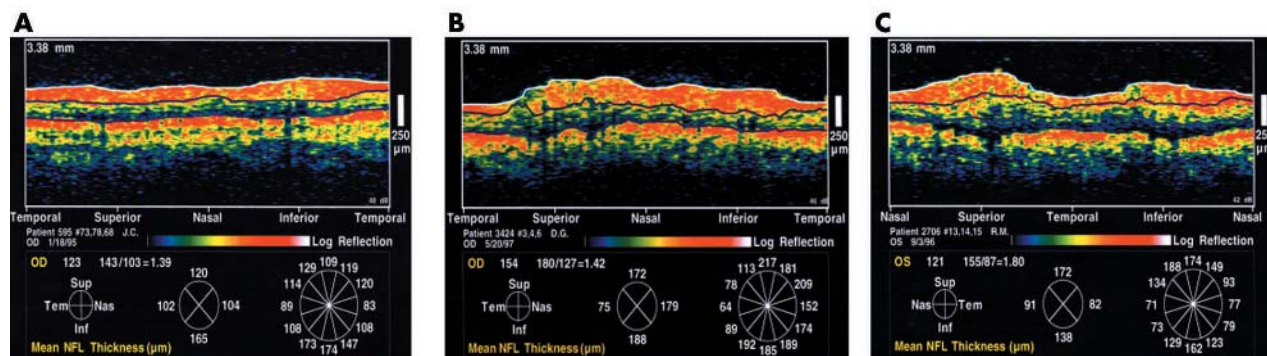 A
3.38 mm
250
µm
Temporal Superior Nasal Inferior Temporal
Patient 595 #73,78,68 J.C.
OD 1/18/95
Log Reflection
OD 123 143/103=1.39
Sup
Tem Nas
Inf
120
102 104
165
109
129 119
114 120
89 83
108 108
173 147
174
Mean NFL Thickness (µm)
B
3.38 mm
250
µm
Temporal Superior Nasal Inferior Temporal
Patient 3424 #3,4,6 D.G.
OD 5/20/97
Log Reflection
OD 154 180/127=1.42
Sup
Tem Nas
Inf
172
75 179
188
217
113 181
78 209
64 152
89 174
192 189
185
Mean NFL Thickness (µm)
C
3.38 mm
250
µm
Nasal Superior Temporal Inferior Nasal
Patient 2706 #13,14,15 R.M.
OS 9/3/96
Log Reflection
OS 121 155/87=1.80
Sup
Nas Tem
Inf
172
91 82
138
174
188 149
134 93
71 77
73 79
129 123
162
Mean NFL Thickness (µm)